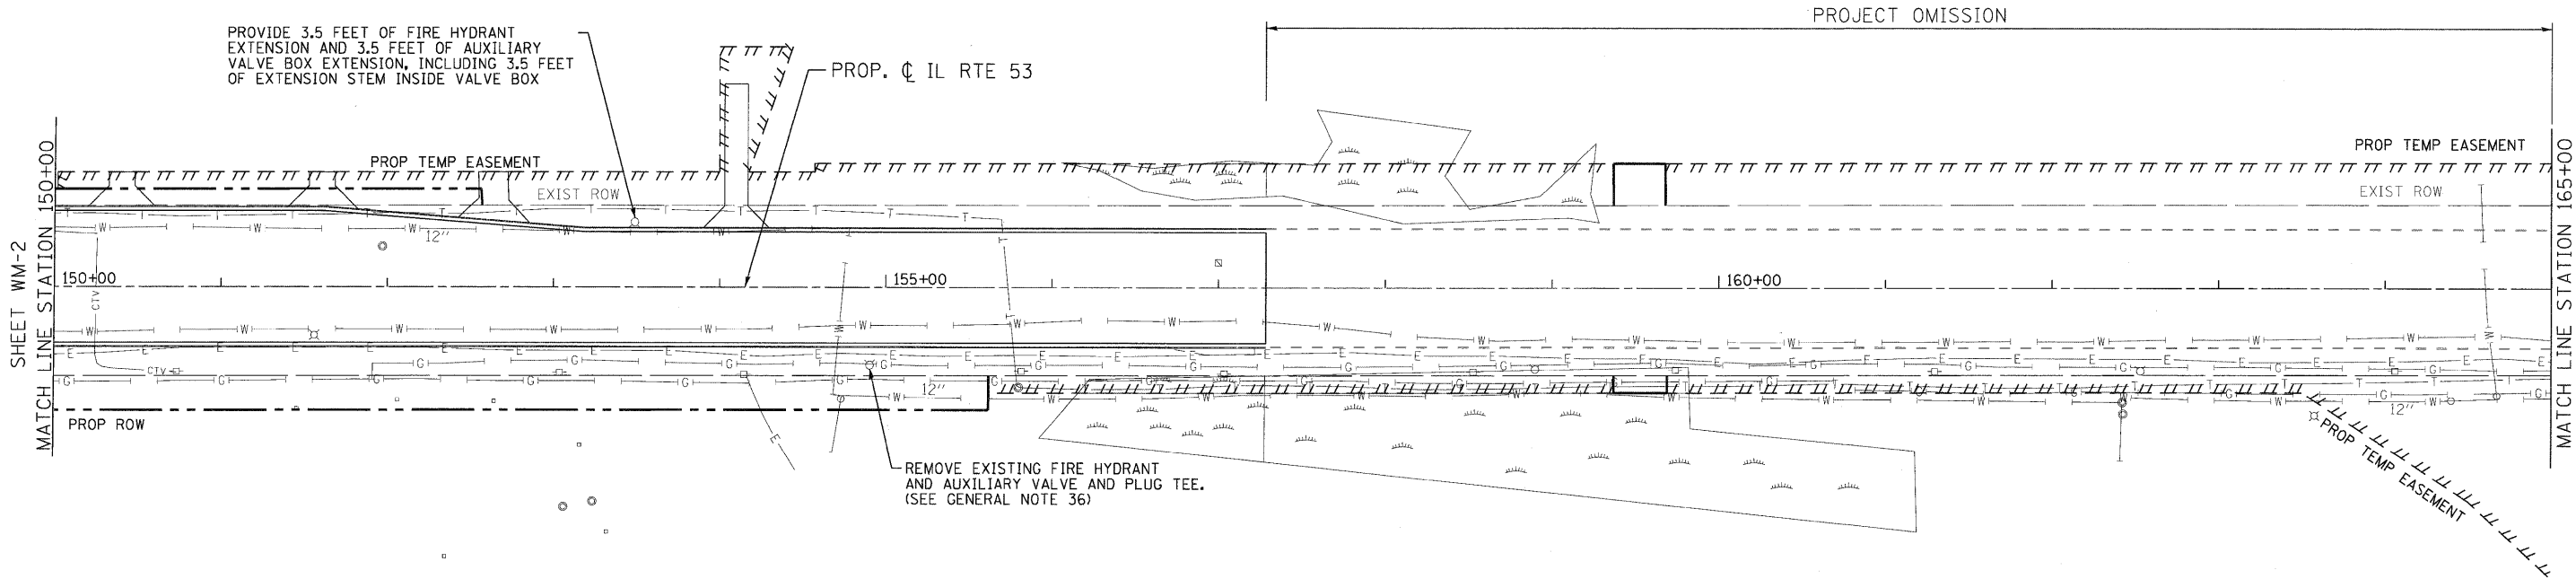 PROJECT OMISSION
PROVIDE 3.5 FEET OF FIRE HYDRANT
EXTENSION AND 3.5 FEET OF AUXILIARY
VALVE BOX EXTENSION, INCLUDING 3.5 FEET
OF EXTENSION STEM INSIDE VALVE BOX
PROP. ℄ IL RTE 53
PROP TEMP EASEMENT
PROP TEMP EASEMENT
EXIST ROW
EXIST ROW
SHEET WM-2
MATCH LINE STATION 150+00
MATCH LINE STATION 165+00
12"
150+00
155+00
160+00
CTV
CTV
12"
12"
PROP ROW
PROP TEMP EASEMENT
REMOVE EXISTING FIRE HYDRANT
AND AUXILIARY VALVE AND PLUG TEE.
(SEE GENERAL NOTE 36)